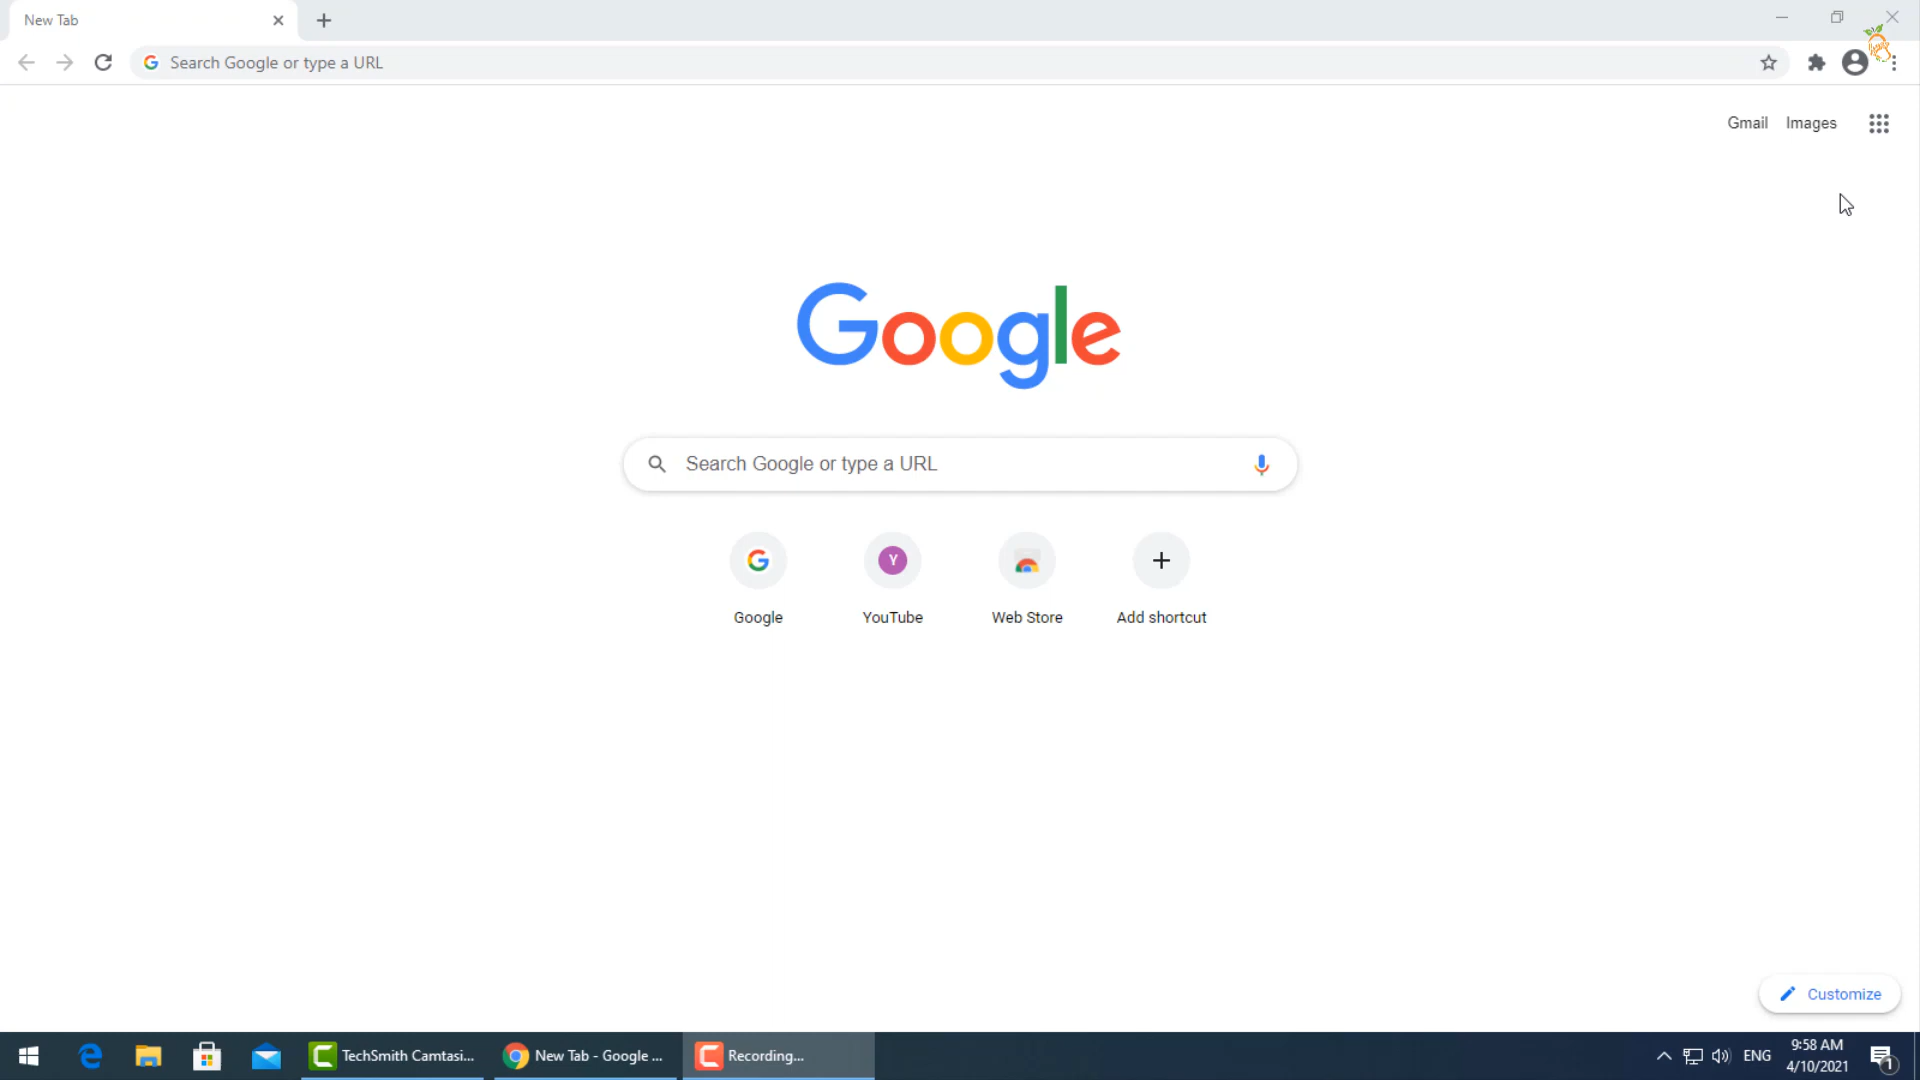 New Tab
Search Google or type a URL
Gmail Images
Google
Search Google or type a URL
Y
Google YouTube Web Store Add shortcut
Customize
TechSmith Camtasi... New Tab - Google ... Recording... ENG 9:58 AM
4/10/2021
1